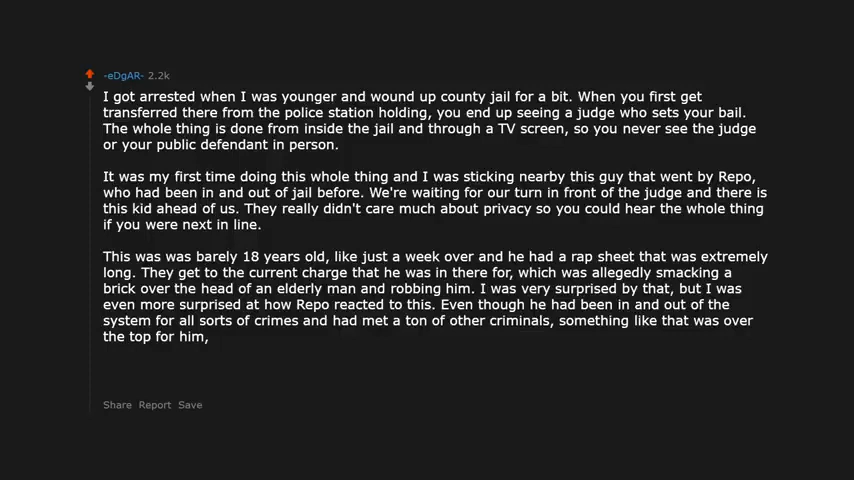 -eDgAR- 2.2k
I got arrested when I was younger and wound up county jail for a bit. When you first get
transferred there from the police station holding, you end up seeing a judge who sets your bail.
The whole thing is done from inside the jail and through a TV screen, so you never see the judge
or your public defendant in person.
It was my first time doing this whole thing and I was sticking nearby this guy that went by Repo,
who had been in and out of jail before. We're waiting for our turn in front of the judge and there is
this kid ahead of us. They really didn't care much about privacy so you could hear the whole thing
if you were next in line.
This was was barely 18 years old, like just a week over and he had a rap sheet that was extremely
long. They get to the current charge that he was in there for, which was allegedly smacking a
brick over the head of an elderly man and robbing him. I was very surprised by that, but I was
even more surprised at how Repo reacted to this. Even though he had been in and out of the
system for all sorts of crimes and had met a ton of other criminals, something like that was over
the top for him,
Share Report Save